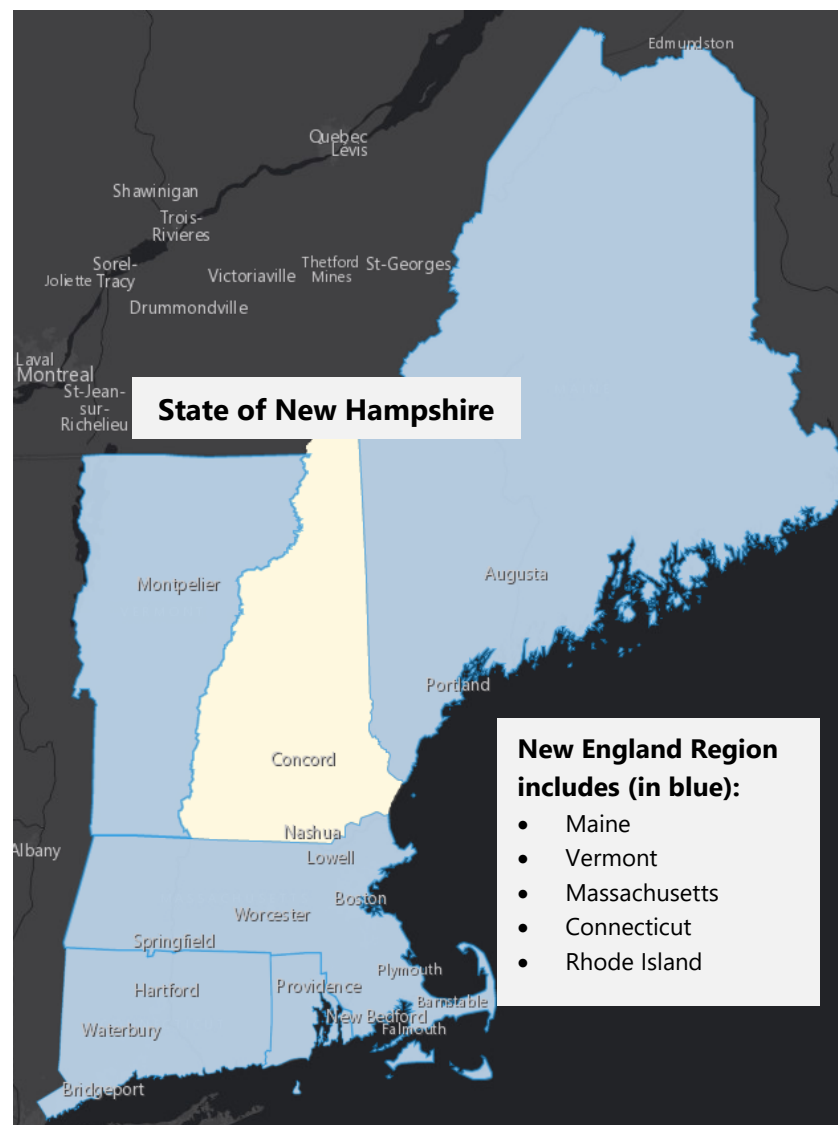 Edmundston
Quebec
Lévis
Shawinigan
Trois-
Rivieres
Sorel-
Joliette Tracy
Victoriaville
Thetford
Mines
St-Georges
Drummondville
Laval
Montreal
St-Jean-
sur-
Richelieu
State of New Hampshire
Montpelier
Augusta
Portland
Concord
New England Region
includes (in blue):
• Maine
• Vermont
• Massachusetts
• Connecticut
• Rhode Island
Nashua
Albany
Lowell
Boston
Worcester
Springfield
Plymouth
Hartford
Providence
Barnstable
New Bedford
Falmouth
Waterbury
Bridgeport